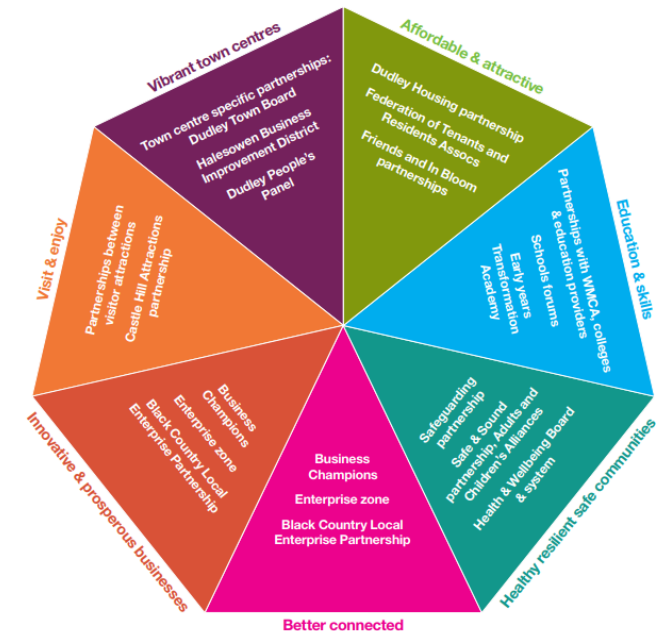 Vibrant town centres
Town centre specific partnerships:
Dudley Town Board
Halesowen Business
Improvement District
Dudley People's
Panel
Affordable & attractive
Dudley Housing partnership
Federation of Tenants and
Residents Assocs
Friends and In Bloom
partnerships
Education & skills
Partnerships with WMCA, colleges
& education providers
Schools forums
Early years
Transformation
Academy
Healthy resilient safe communities
Safeguarding
partnership
Safe & Sound
partnership, Adults and
Children's Alliances
Health & Wellbeing Board
& system
Better connected
Business
Champions
Enterprise zone
Black Country Local
Enterprise Partnership
Innovative & prosperous businesses
Business
Champions
Enterprise zone
Black Country Local
Enterprise Partnership
Visit & enjoy
Partnerships between
visitor attractions
Castle Hill Attractions
partnership